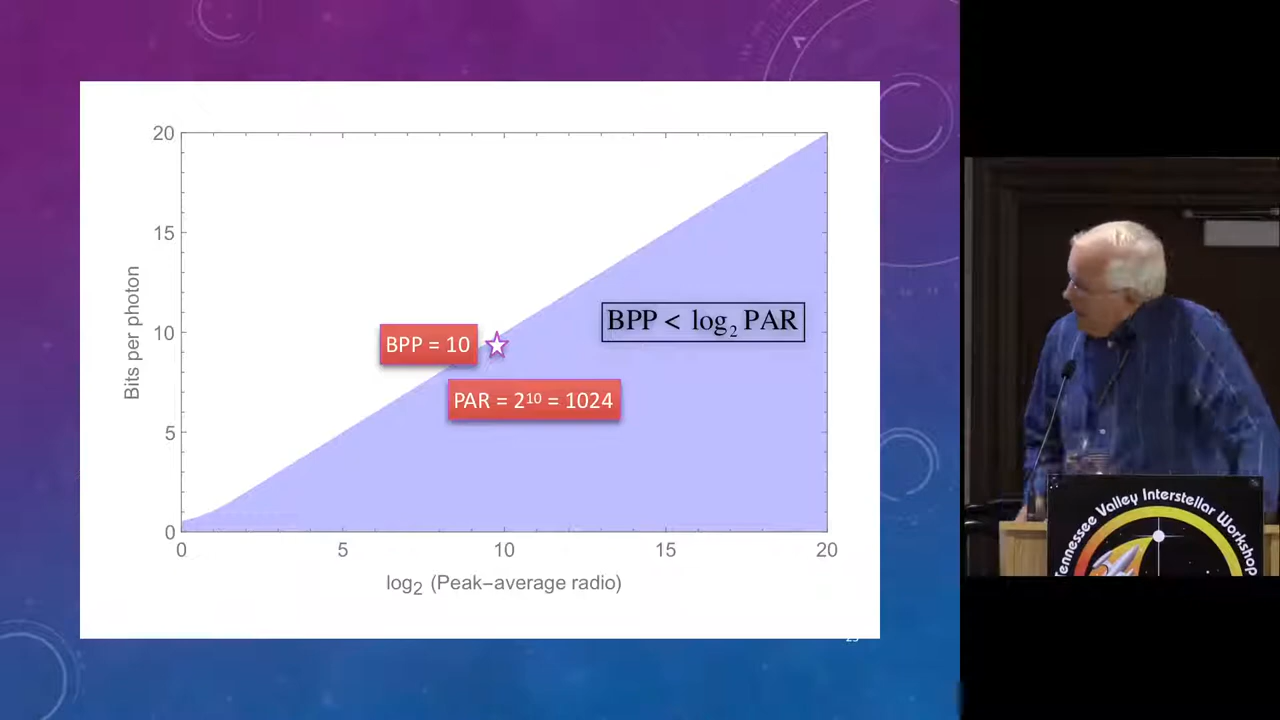 20
15
10
5
0
Bits per photon
0 5 10 15 20
log2 (Peak–average radio)
BPP < log2 PAR
BPP = 10
PAR = 2¹⁰ = 1024
Tennessee Valley Interstellar Workshop